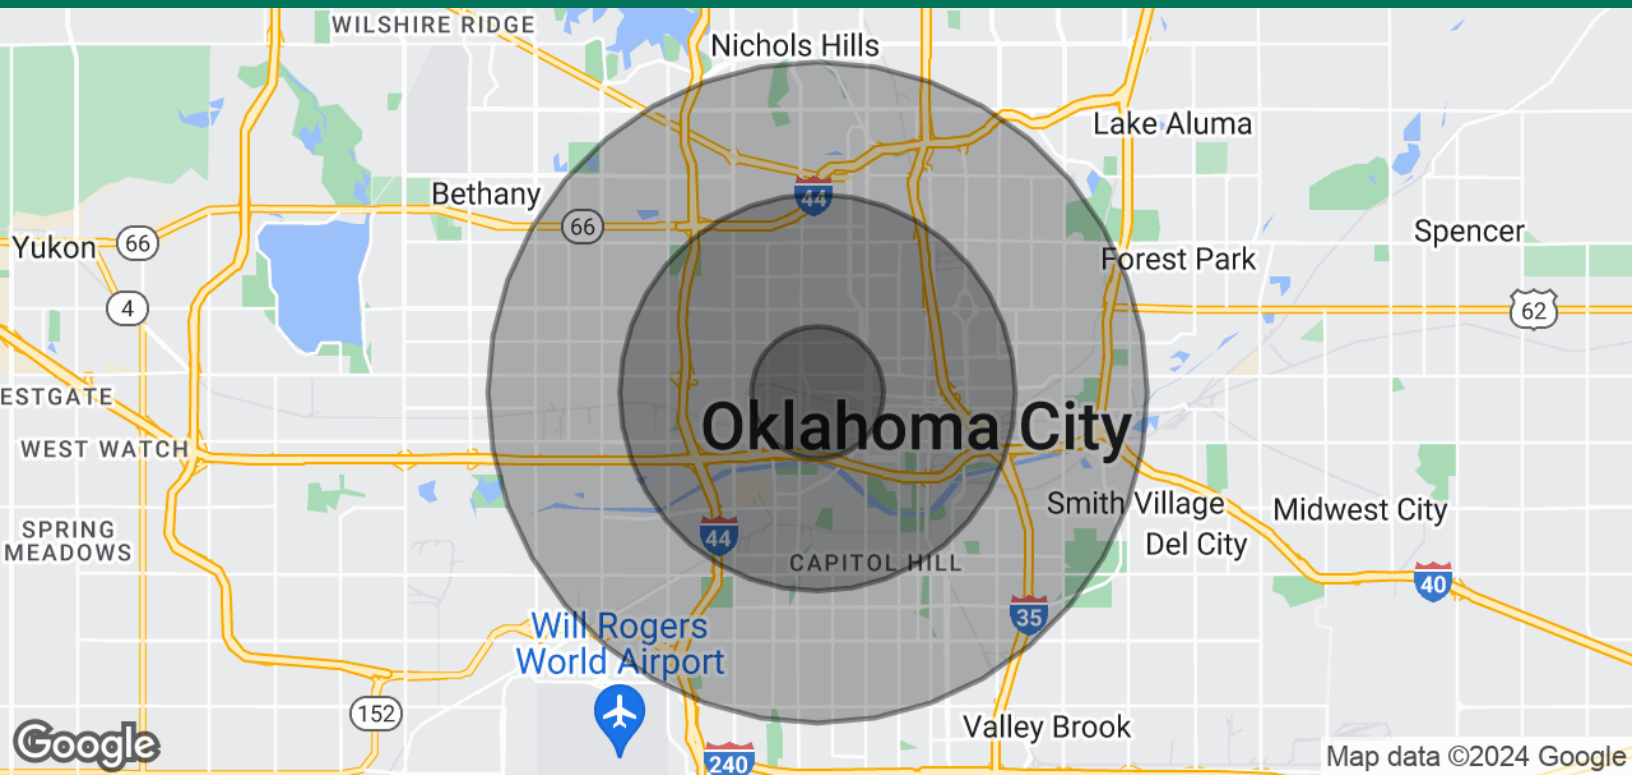 WILSHIRE RIDGE
Nichols Hills
Lake Aluma
Bethany
44
66
Spencer
Yukon
66
Forest Park
4
62
ESTGATE
Oklahoma City
WEST WATCH
Smith Village
Midwest City
SPRING
MEADOWS
44
Del City
CAPITOL HILL
40
35
Will Rogers
World Airport
152
Valley Brook
Google
240
Map data ©2024 Google